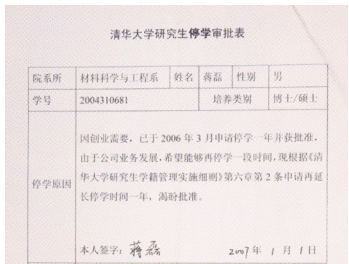 清华大学研究生停学审批表
院系所 材料科学与工程系 姓名 蒋磊 性别 男
学号 2004310681 培养类别 博士/硕士
停学原因
因创业需要，已于 2006 年 3 月申请停学一年并获批准，
由于公司业务发展，希望能够再停学一段时间，现根据《清
华大学研究生学籍管理实施细则》第六章第 2 条申请再延
长停学时间一年，渴盼批准。
本人签字：蒋磊 2007年 1 月 1 日